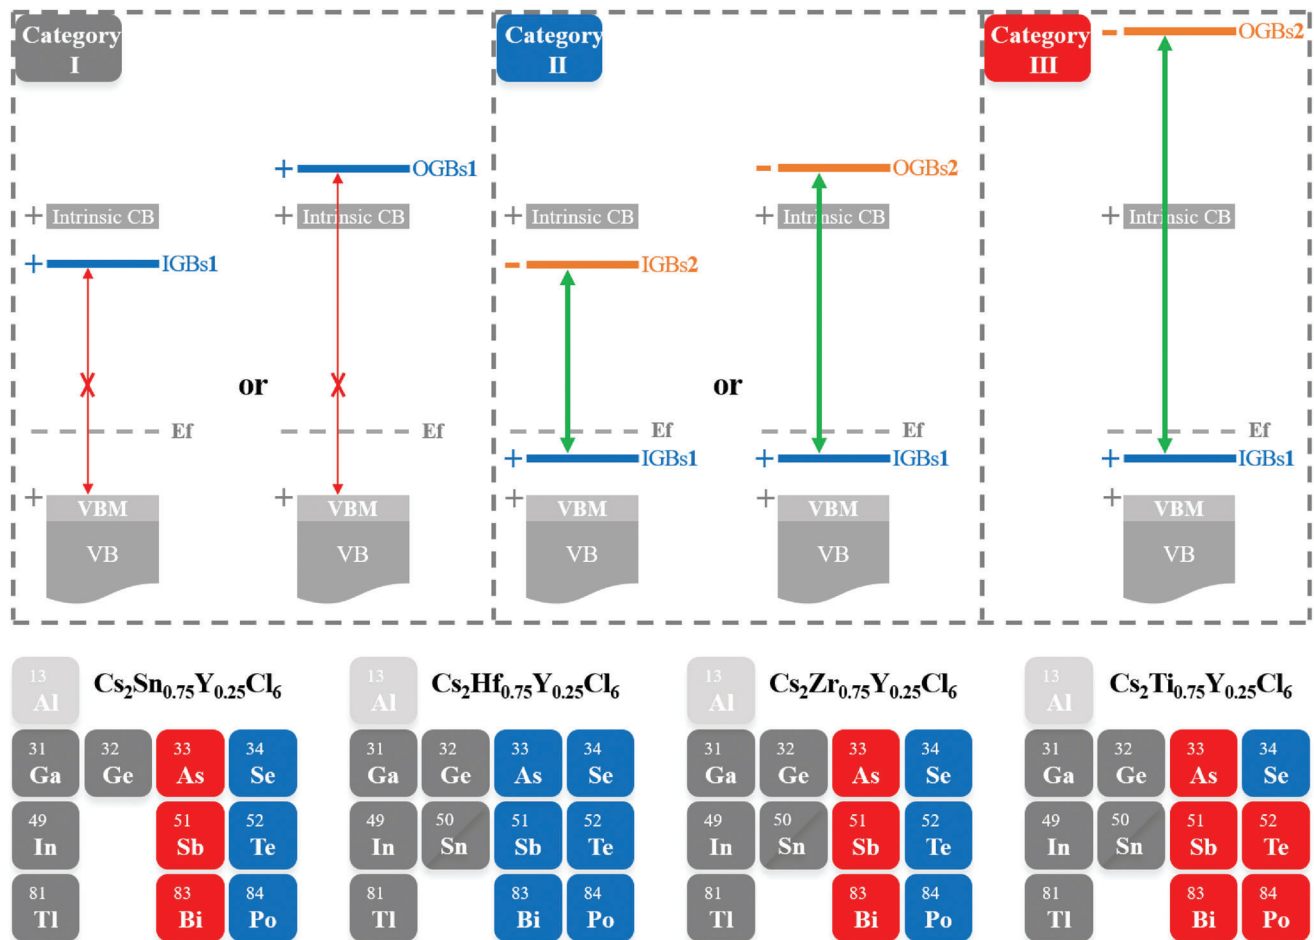 Category
I
Category
II
Category
III
− OGBs2
+ OGBs1
− OGBs2
+ Intrinsic CB
+ Intrinsic CB
+ Intrinsic CB
+ Intrinsic CB
+ Intrinsic CB
+ IGBs1
− IGBs2
or
or
Ef
Ef
Ef
Ef
Ef
+ IGBs1
+ IGBs1
+ IGBs1
+ VBM
+ VBM
+ VBM
+ VBM
+ VBM
VB
VB
VB
VB
VB
Cs₂Sn₀.₇₅Y₀.₂₅Cl₆
13
Al
31
Ga
32
Ge
33
As
34
Se
49
In
51
Sb
52
Te
81
Tl
83
Bi
84
Po
Cs₂Hf₀.₇₅Y₀.₂₅Cl₆
13
Al
31
Ga
32
Ge
33
As
34
Se
49
In
50
Sn
51
Sb
52
Te
81
Tl
83
Bi
84
Po
Cs₂Zr₀.₇₅Y₀.₂₅Cl₆
13
Al
31
Ga
32
Ge
33
As
34
Se
49
In
50
Sn
51
Sb
52
Te
81
Tl
83
Bi
84
Po
Cs₂Ti₀.₇₅Y₀.₂₅Cl₆
13
Al
31
Ga
32
Ge
33
As
34
Se
49
In
50
Sn
51
Sb
52
Te
81
Tl
83
Bi
84
Po